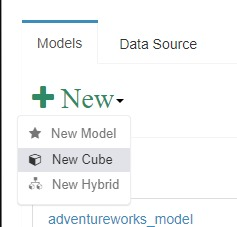 Models Data Source
New
New Model
New Cube
New Hybrid
adventureworks_model